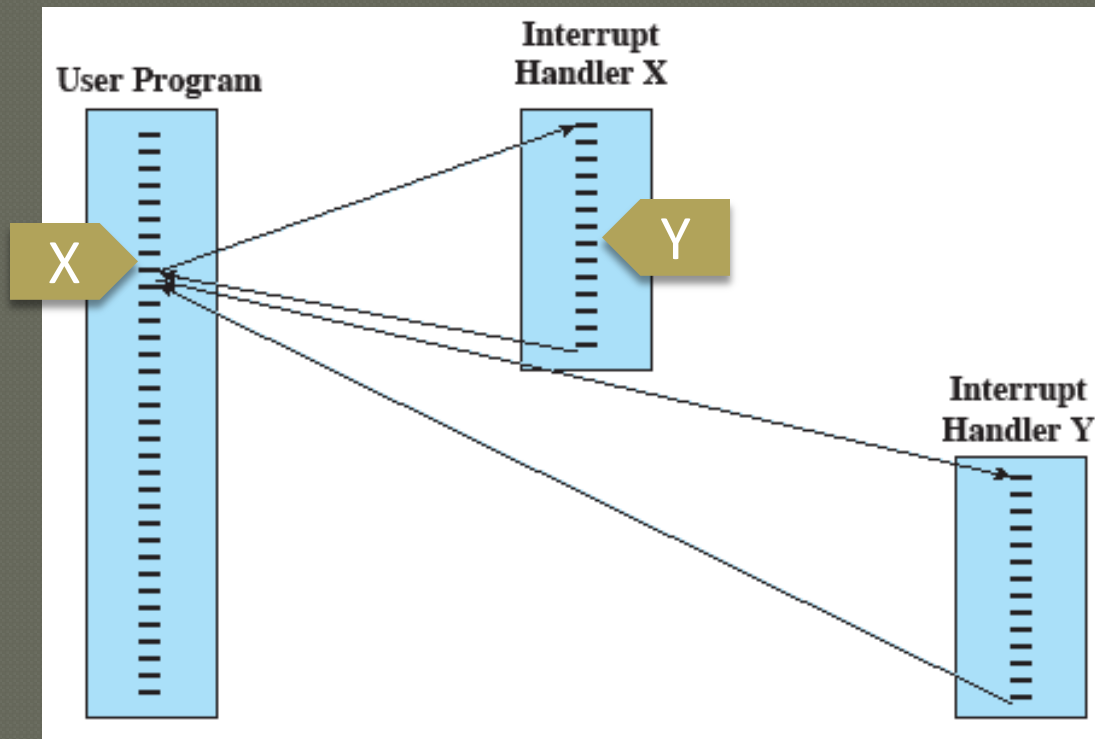 Interrupt
Handler X
User Program
X
Y
Interrupt
Handler Y